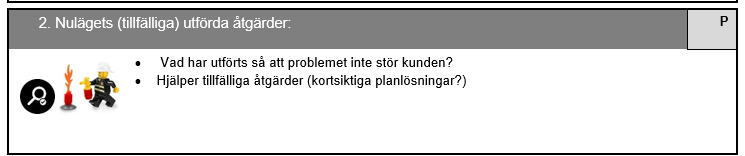 2. Nulägets (tillfälliga) utförda åtgärder:
P
• Vad har utförts så att problemet inte stör kunden?
• Hjälper tillfälliga åtgärder (kortsiktiga planlösningar?)